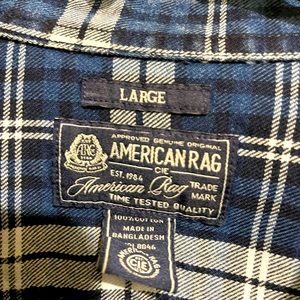 LARGE
APPROVED GENUINE ORIGINAL
AMERICAN RAG
CIE
EST. 1984
American Rag
TRADE
MARK
TIME TESTED QUALITY
100% COTTON
MADE IN
BANGLADESH
CIE